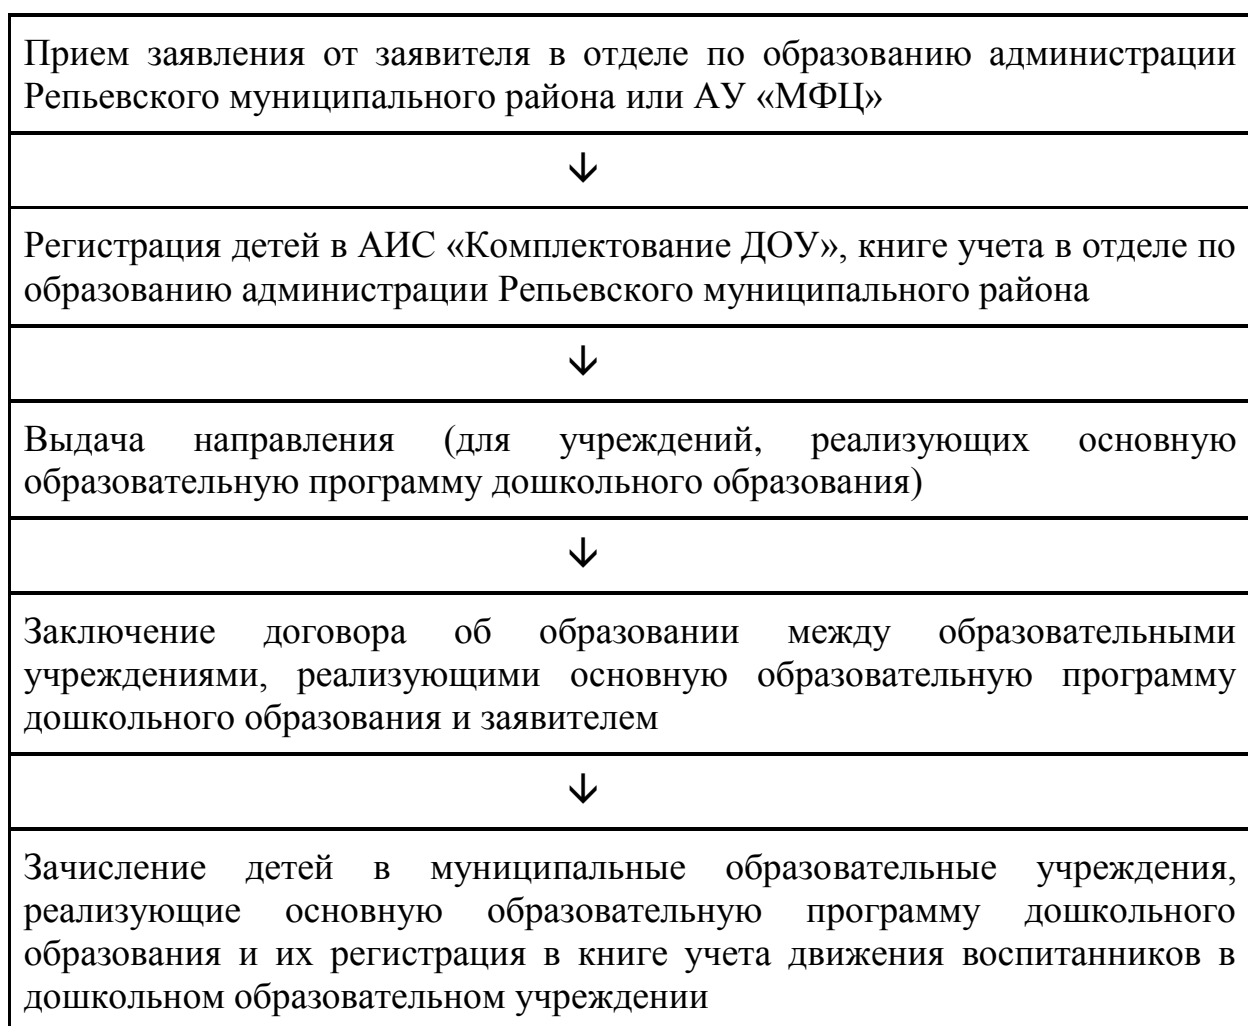 Прием заявления от заявителя в отделе по образованию администрации
Репьевского муниципального района или АУ «МФЦ»
↓
Регистрация детей в АИС «Комплектование ДОУ», книге учета в отделе по
образованию администрации Репьевского муниципального района
↓
Выдача направления (для учреждений, реализующих основную
образовательную программу дошкольного образования)
↓
Заключение договора об образовании между образовательными
учреждениями, реализующими основную образовательную программу
дошкольного образования и заявителем
↓
Зачисление детей в муниципальные образовательные учреждения,
реализующие основную образовательную программу дошкольного
образования и их регистрация в книге учета движения воспитанников в
дошкольном образовательном учреждении